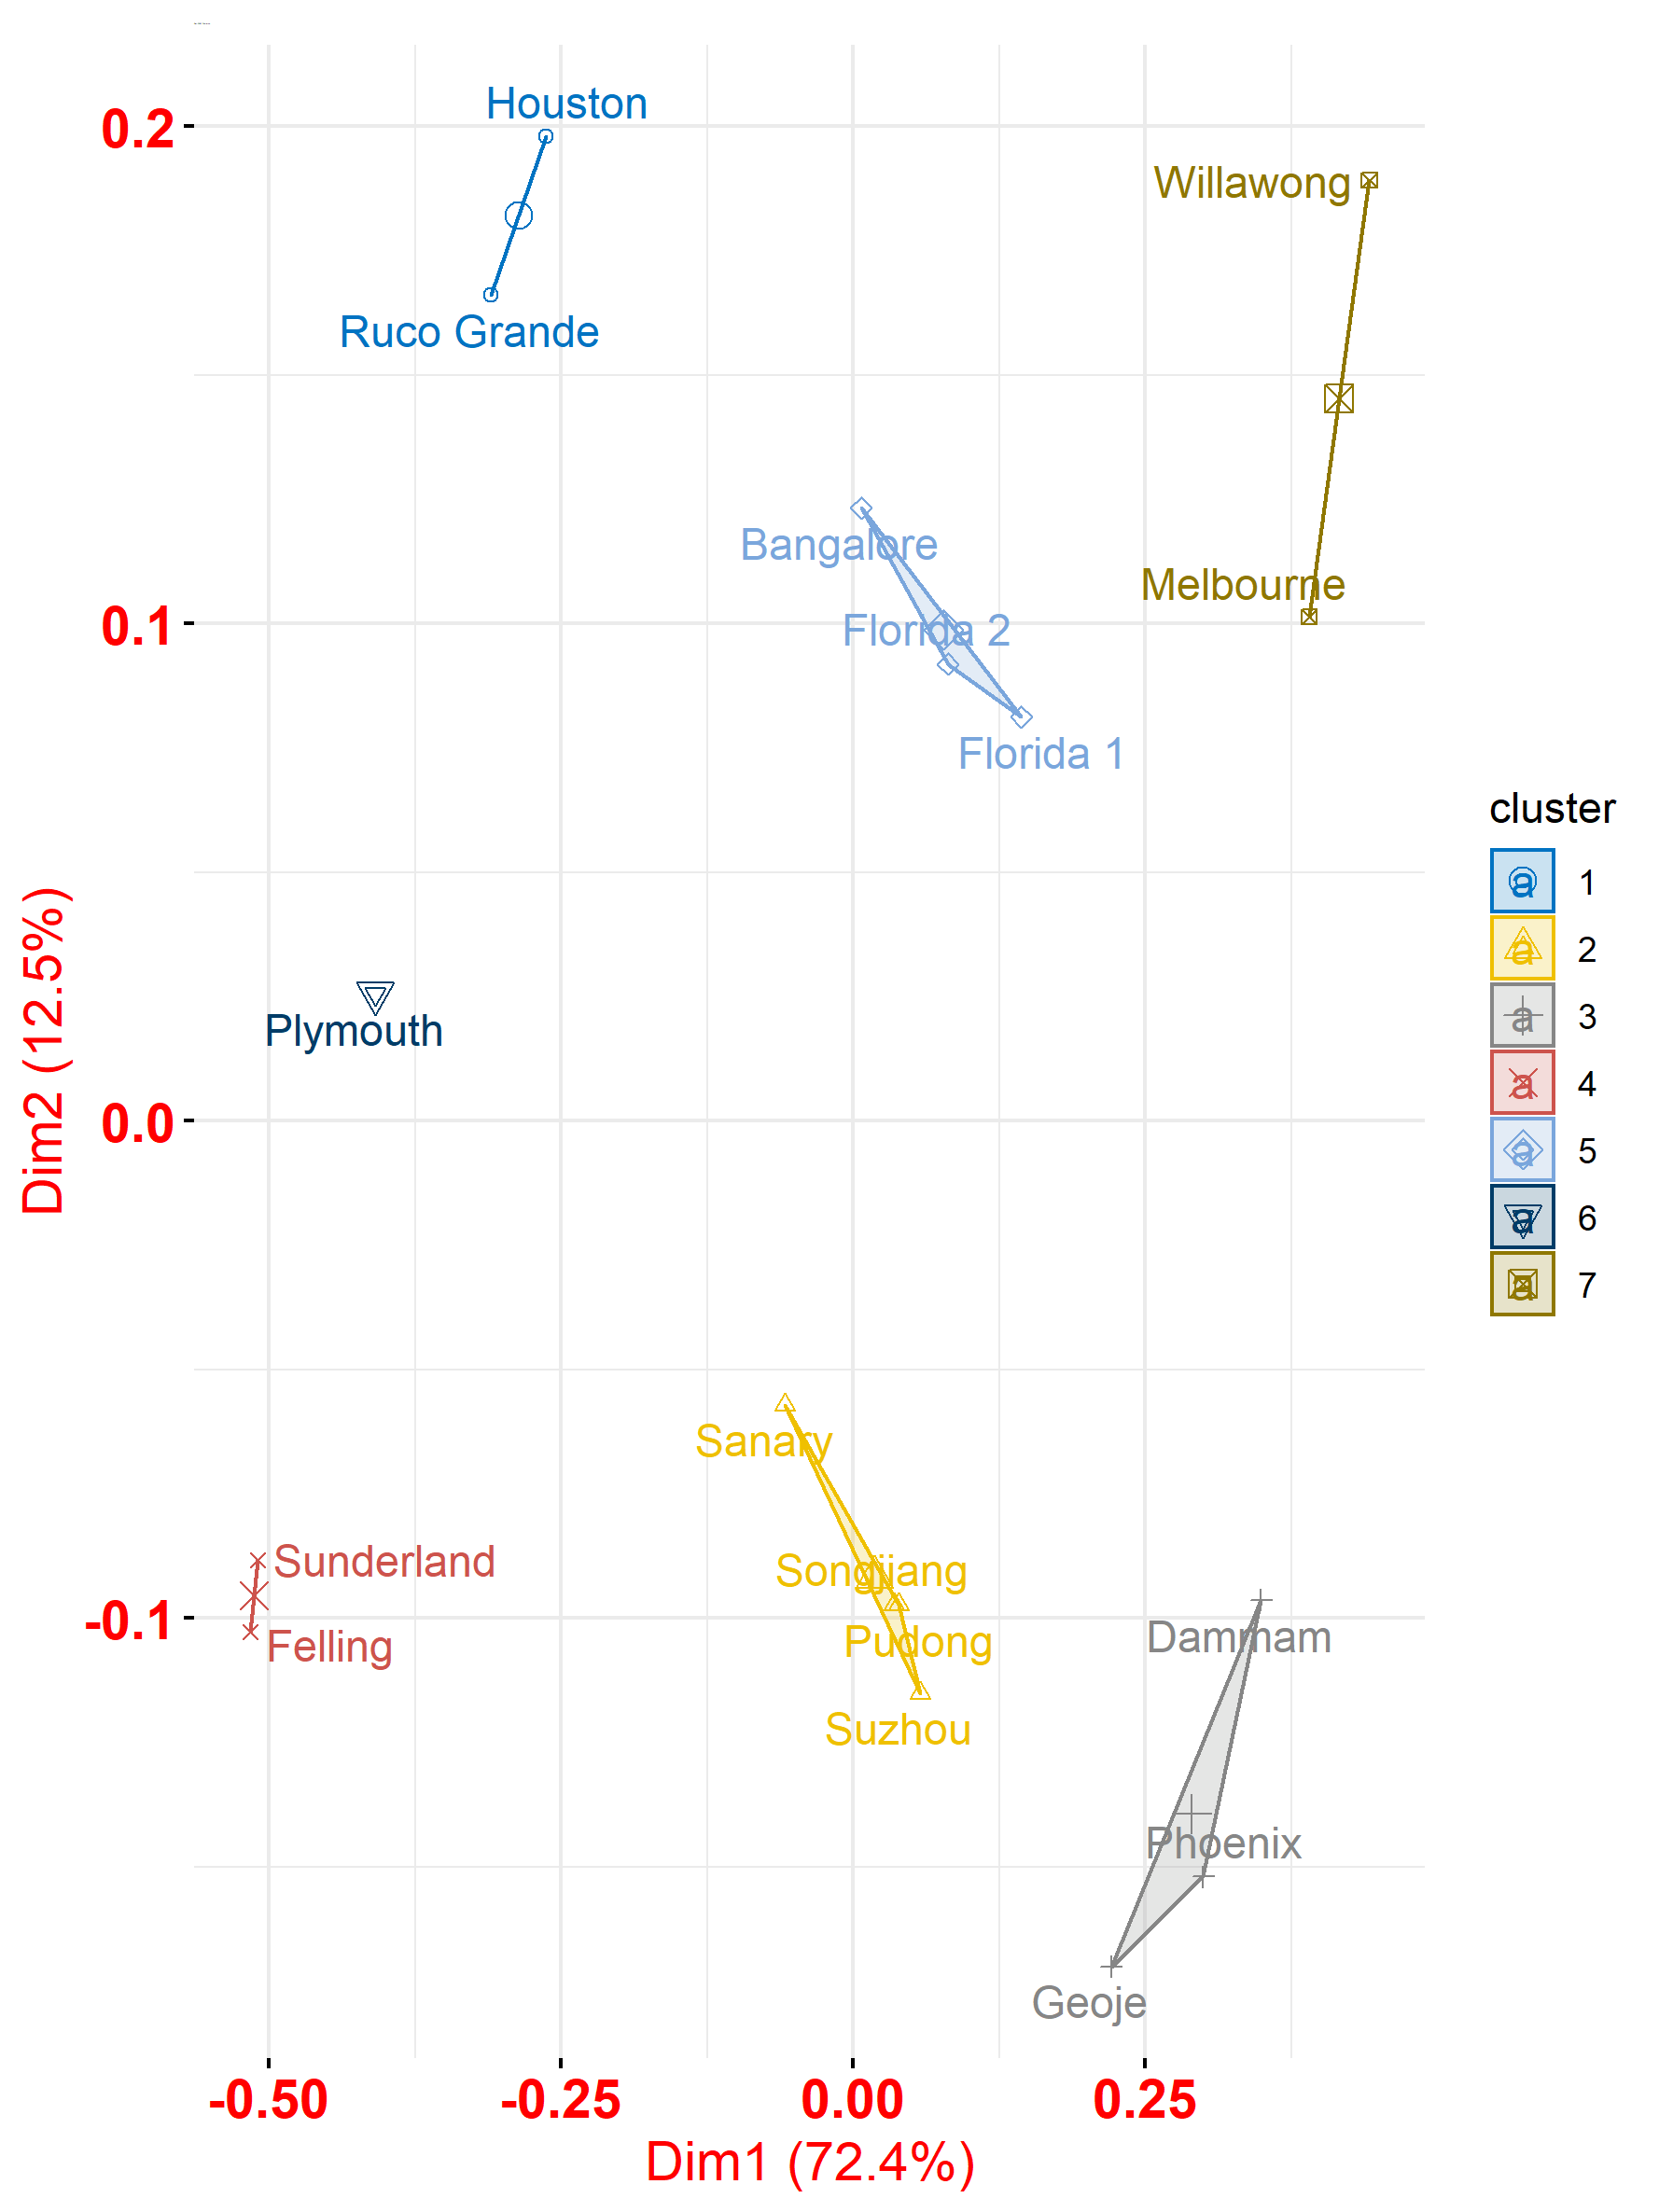 Houston
0.2
Willawong
Ruco Grande
Bangalore
Melbourne
0.1
Florida 2
Florida 1
cluster
a 1
a 2
a 3
a 4
a 5
a 6
a 7
Dim2 (12.5%)
Plymouth
0.0
Sanary
Sunderland
Songjiang
-0.1
Felling
Pudong
Dammam
Suzhou
Phoenix
Geoje
-0.50 -0.25 0.00 0.25
Dim1 (72.4%)